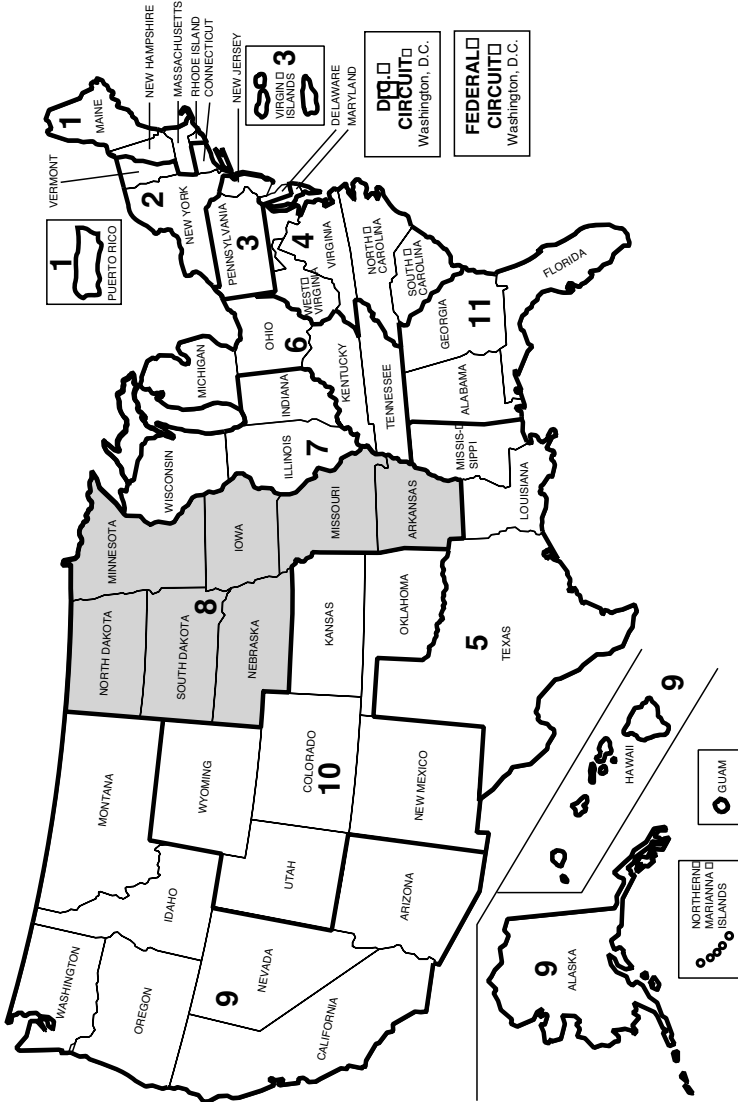 WASHINGTON
OREGON
CALIFORNIA
NEVADA
9
IDAHO
MONTANA
WYOMING
UTAH
ARIZONA
COLORADO
10
NEW MEXICO
NORTH DAKOTA
SOUTH DAKOTA
8
NEBRASKA
KANSAS
OKLAHOMA
5
TEXAS
MINNESOTA
IOWA
MISSOURI
ARKANSAS
LOUISIANA
WISCONSIN
ILLINOIS
7
INDIANA
MICHIGAN
OHIO
6
KENTUCKY
TENNESSEE
MISSIS-
SIPPI
ALABAMA
GEORGIA
11
FLORIDA
SOUTH
CAROLINA
NORTH
CAROLINA
VIRGINIA
4
WEST
VIRGINIA
PENNSYLVANIA
3
NEW YORK
2
VERMONT
1
MAINE
NEW HAMPSHIRE
MASSACHUSETTS
RHODE ISLAND
CONNECTICUT
NEW JERSEY
DELAWARE
MARYLAND
1
PUERTO RICO
VIRGIN
ISLANDS
3
CIRCUIT
Washington, D.C.
FEDERAL
CIRCUIT
Washington, D.C.
9
ALASKA
HAWAII
9
NORTHERN
MARIANNA
ISLANDS
GUAM